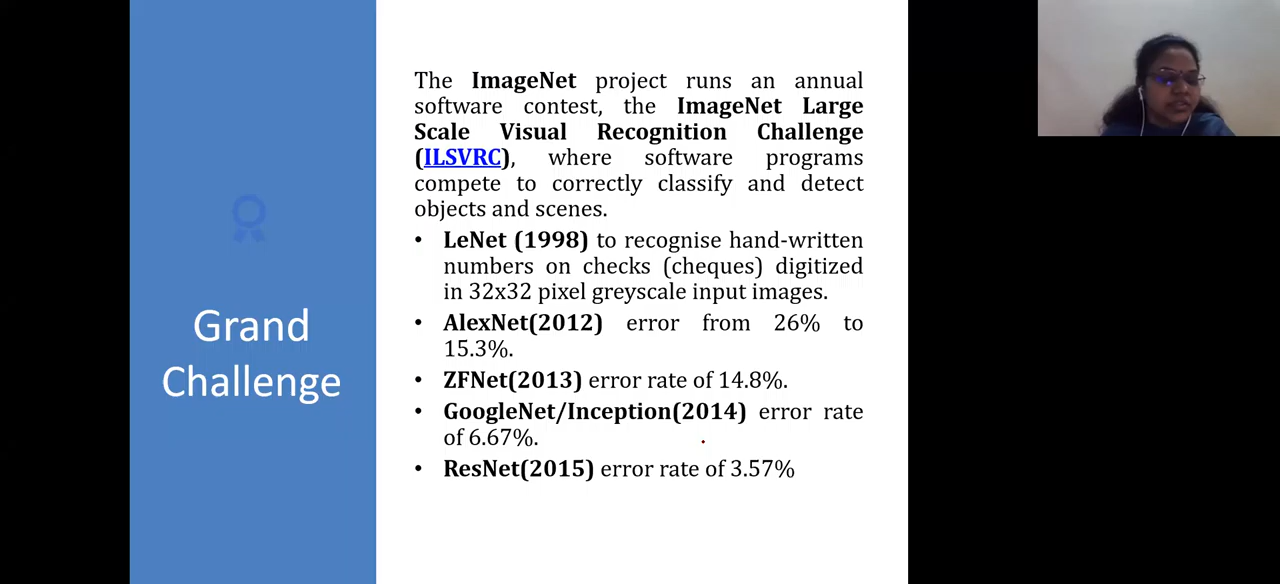 Grand
Challenge
The ImageNet project runs an annual
software contest, the ImageNet Large
Scale Visual Recognition Challenge
(ILSVRC), where software programs
compete to correctly classify and detect
objects and scenes.
• LeNet (1998) to recognise hand-written
numbers on checks (cheques) digitized
in 32x32 pixel greyscale input images.
• AlexNet(2012) error from 26% to
15.3%.
• ZFNet(2013) error rate of 14.8%.
• GoogleNet/Inception(2014) error rate
of 6.67%.
• ResNet(2015) error rate of 3.57%